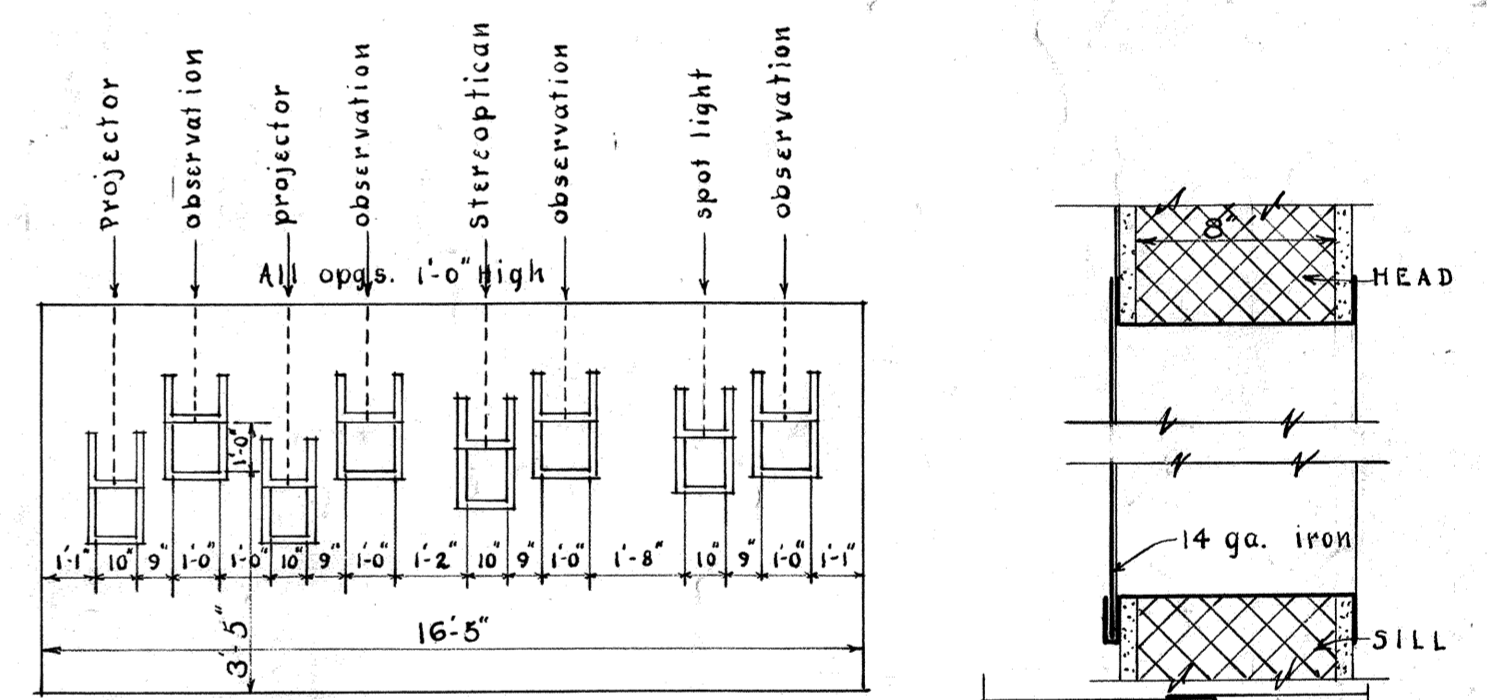 Projector
observation
projector
observation
Stereoptican
observation
spot light
observation
All opgs. 1'-0" High
1'-0"
1'-1" 10" 9" 1'-0" 1'-0" 10" 9" 1'-0" 1'-2" 10" 9" 1'-0" 1'-8" 10" 9" 1'-0" 1'-1"
3'-5"
16'-5"
8"
HEAD
14 ga. iron
SILL